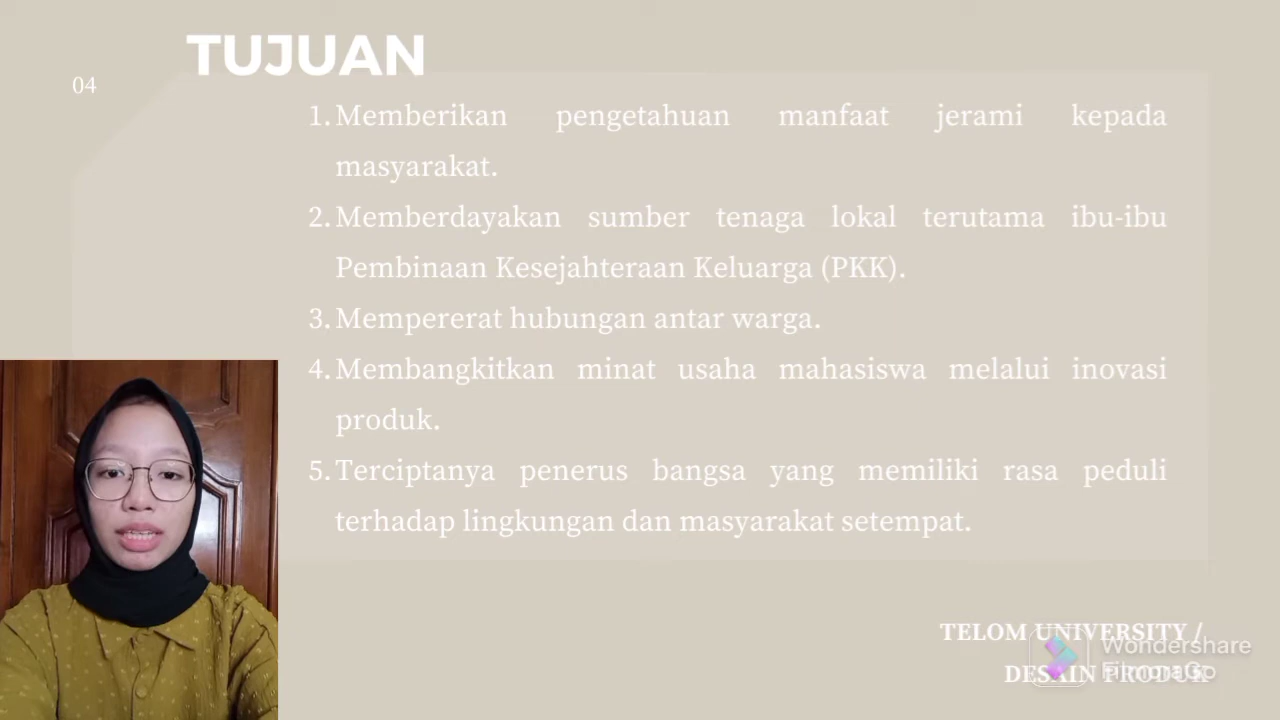 TUJUAN
04
1. Memberikan pengetahuan manfaat jerami kepada
masyarakat.
2. Memberdayakan sumber tenaga lokal terutama ibu-ibu
Pembinaan Kesejahteraan Keluarga (PKK).
3. Mempererat hubungan antar warga.
4. Membangkitkan minat usaha mahasiswa melalui inovasi
produk.
5. Terciptanya penerus bangsa yang memiliki rasa peduli
terhadap lingkungan dan masyarakat setempat.
TELOM UNIVERSITY /
DESAIN PRODUK
Wondershare
FilmoraGo